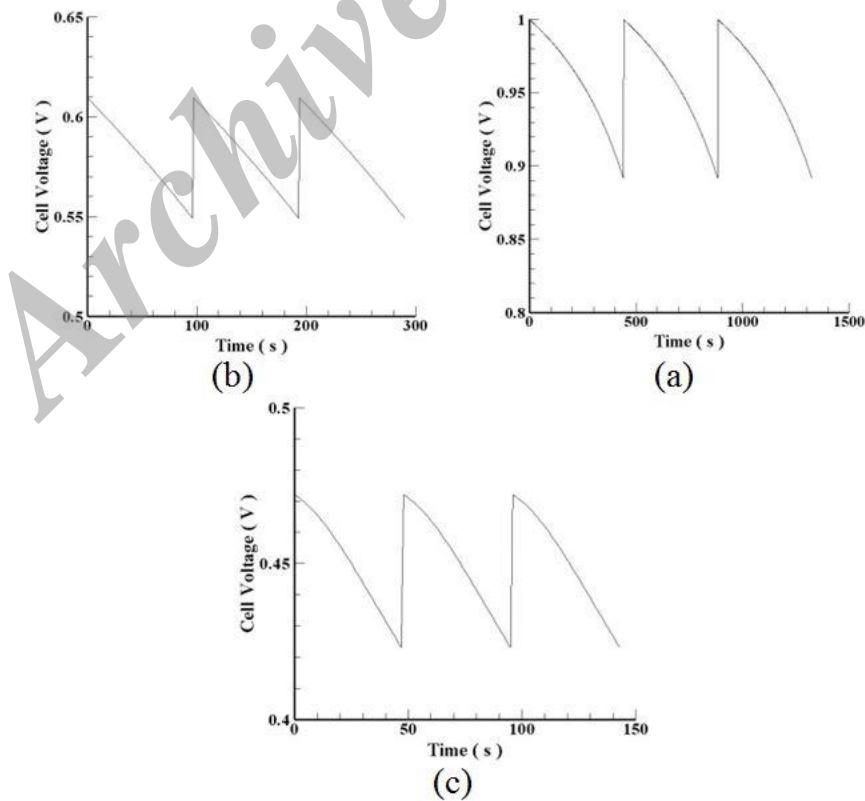 Archive
0.65
0.6
0.55
0.5
Cell Voltage ( V )
0 100 200 300
Time ( s )
(b)
1
0.95
0.9
0.85
0.8
Cell Voltage ( V )
0 500 1000 1500
Time ( s )
(a)
0.5
0.45
0.4
Cell Voltage ( V )
0 50 100 150
Time ( s )
(c)